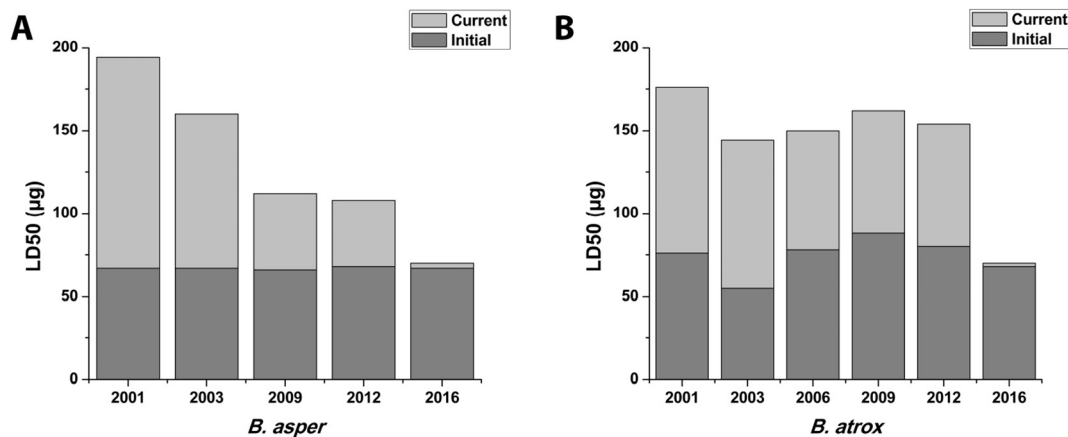 A
Current
Initial
200
150
100
50
0
LD50 (µg)
2001 2003 2009 2012 2016
B. asper
B
Current
Initial
200
150
100
50
0
LD50 (µg)
2001 2003 2006 2009 2012 2016
B. atrox